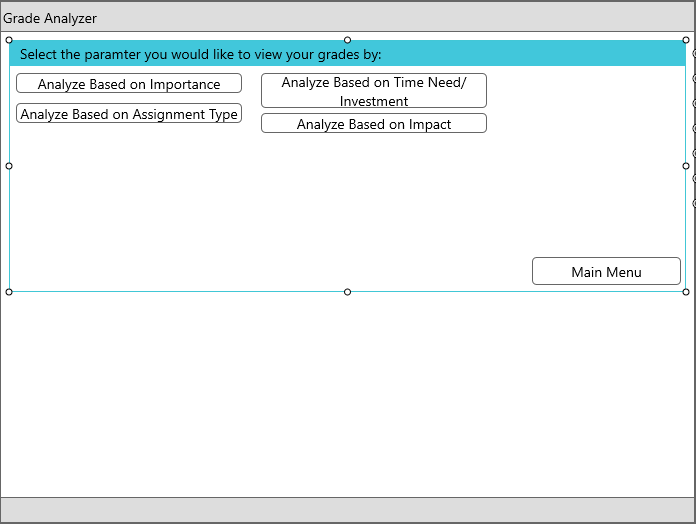 Grade Analyzer
Select the paramter you would like to view your grades by:
Analyze Based on Importance
Analyze Based on Assignment Type
Analyze Based on Time Need/
Investment
Analyze Based on Impact
Main Menu